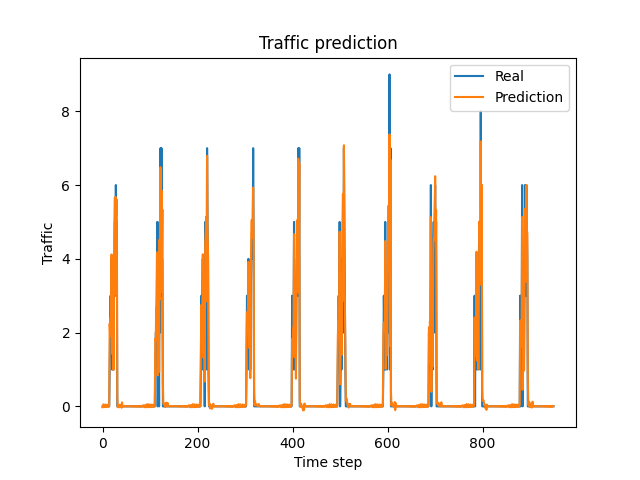 Traffic prediction
Real
Prediction
8
6
4
2
0
Traffic
0 200 400 600 800
Time step